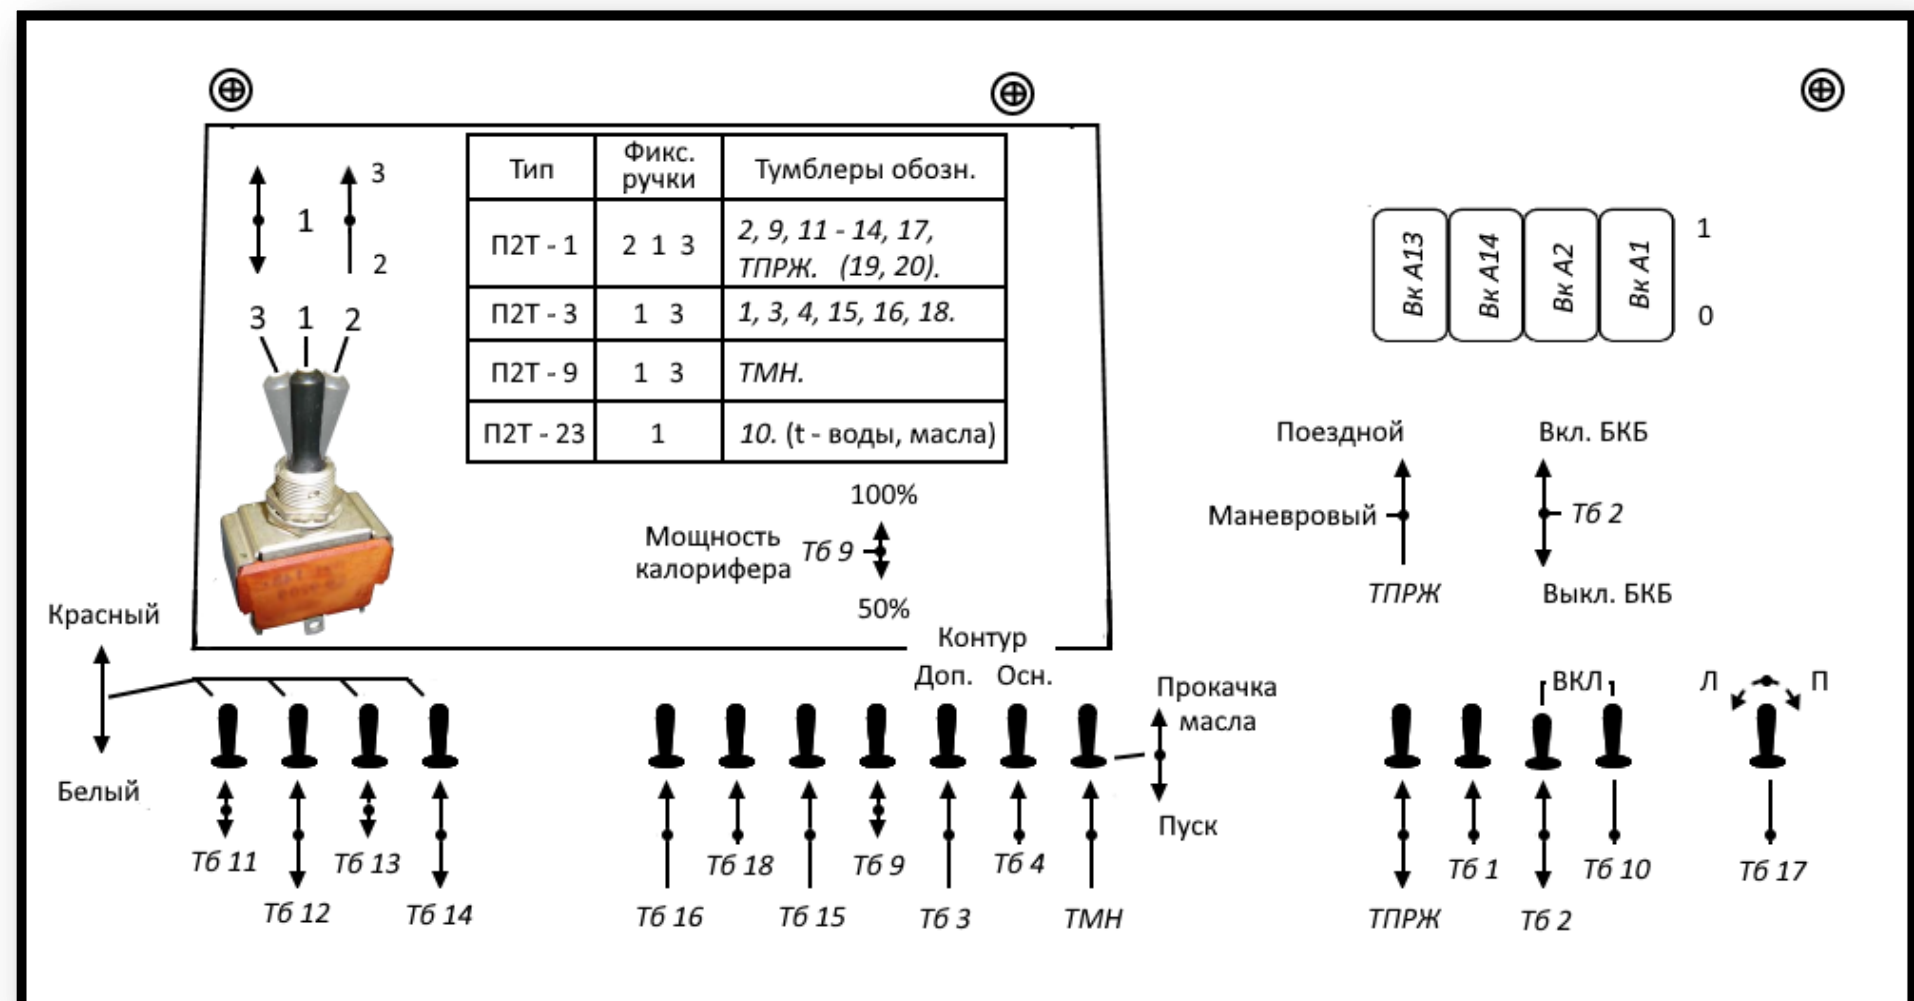 3
1
2
3 1 2
Тип
Фикс.
ручки
Тумблеры обозн.
П2Т - 1
2 1 3
2, 9, 11 - 14, 17,
ТПРЖ. (19, 20).
П2Т - 3
1 3
1, 3, 4, 15, 16, 18.
П2Т - 9
1 3
ТМН.
П2Т - 23
1
10. (t - воды, масла)
100%
Мощность
калорифера
Тб 9
50%
Вк А13
Вк А14
Вк А2
Вк А1
1
0
Поездной
Маневровый
ТПРЖ
Вкл. БКБ
Тб 2
Выкл. БКБ
Красный
Белый
Контур
Доп. Осн.
Прокачка
масла
Пуск
ВКЛ
Л П
Тб 11
Тб 12
Тб 13
Тб 14
Тб 16
Тб 18
Тб 15
Тб 9
Тб 3
Тб 4
ТМН
ТПРЖ
Тб 1
Тб 2
Тб 10
Тб 17